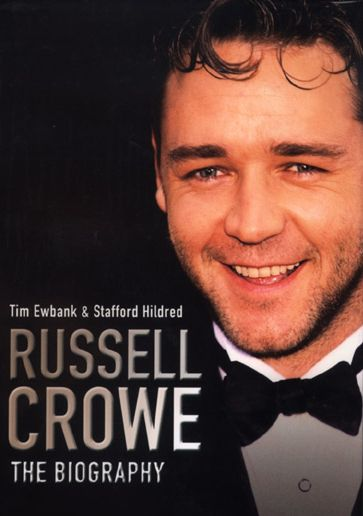 Tim Ewbank & Stafford Hildred
RUSSELL
CROWE
THE BIOGRAPHY